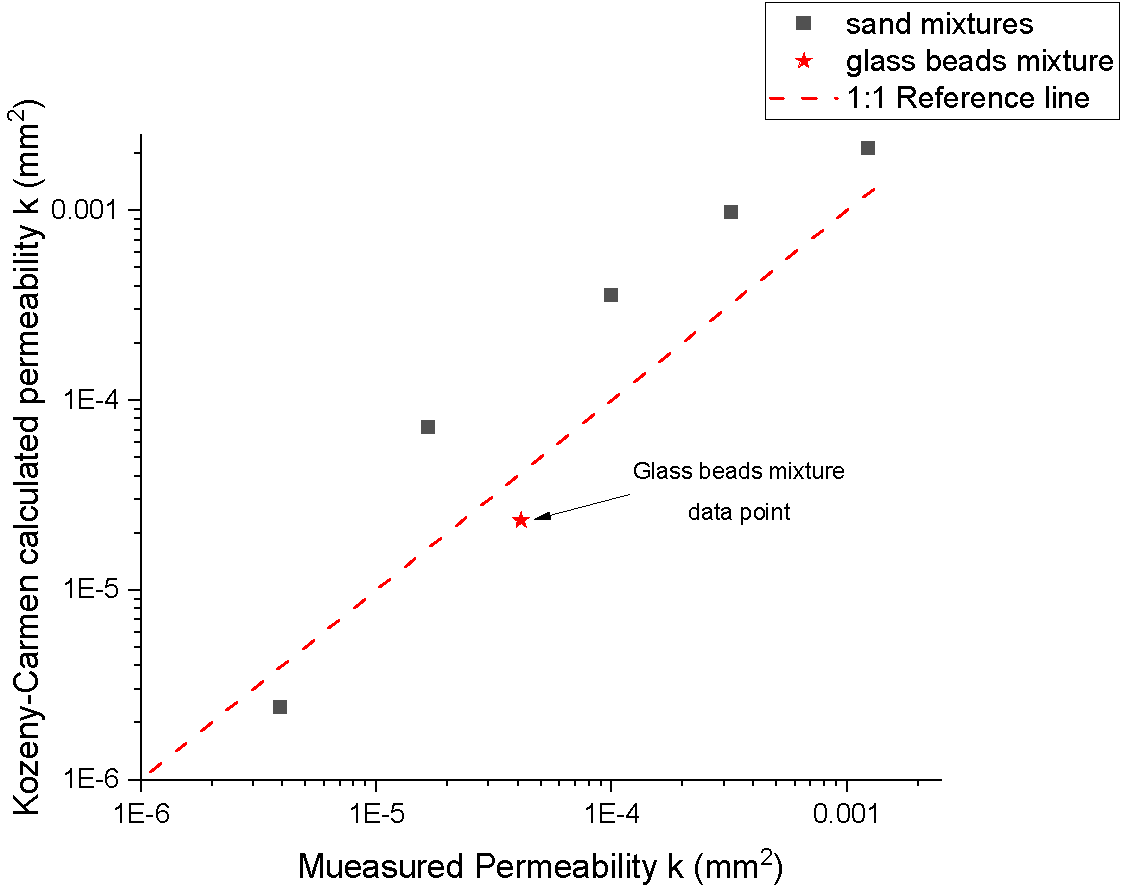 sand mixtures
glass beads mixture
1:1 Reference line
Kozeny-Carmen calculated permeability k (mm²)
0.001
1E-4
1E-5
1E-6
Glass beads mixture
data point
1E-6
1E-5
1E-4
0.001
Mueasured Permeability k (mm²)